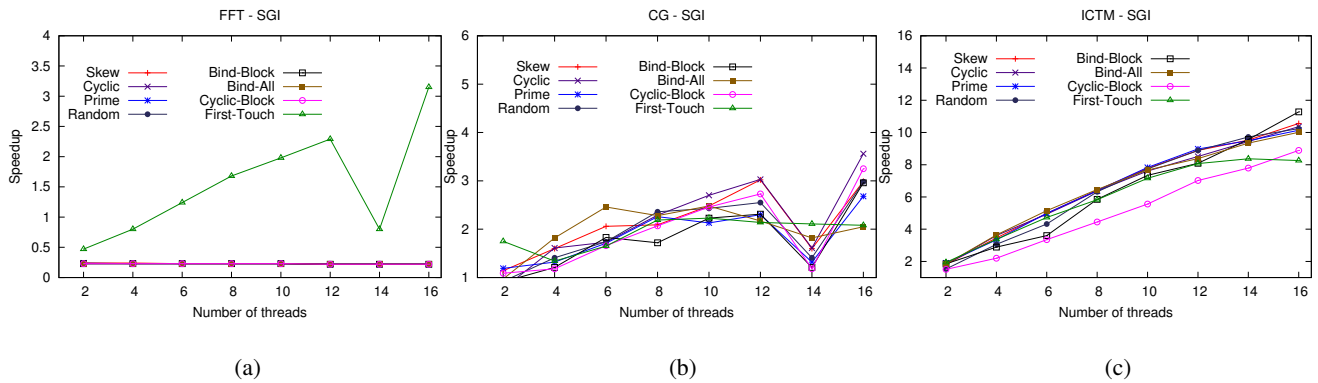 FFT - SGI
4
3.5
3
2.5
2
1.5
1
0.5
0
Speedup
Skew
Cyclic
Prime
Random
Bind-Block
Bind-All
Cyclic-Block
First-Touch
2 4 6 8 10 12 14 16
Number of threads
(a)
CG - SGI
6
5
4
3
2
1
Speedup
Skew
Cyclic
Prime
Random
Bind-Block
Bind-All
Cyclic-Block
First-Touch
2 4 6 8 10 12 14 16
Number of threads
(b)
ICTM - SGI
16
14
12
10
8
6
4
2
Speedup
Skew
Cyclic
Prime
Random
Bind-Block
Bind-All
Cyclic-Block
First-Touch
2 4 6 8 10 12 14 16
Number of threads
(c)